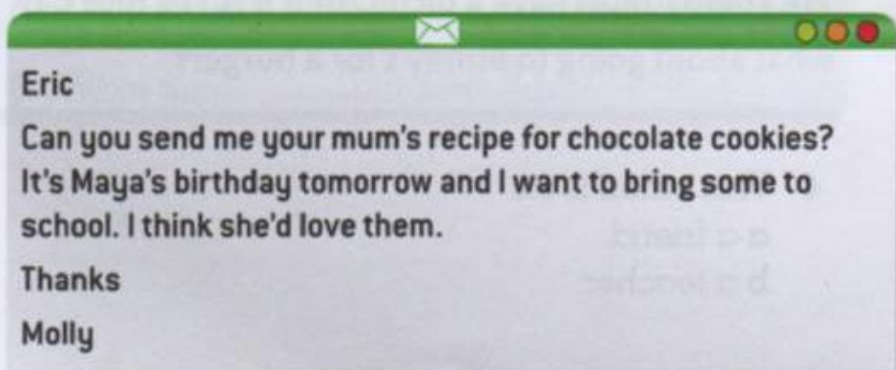 Eric
Can you send me your mum's recipe for chocolate cookies?
It's Maya's birthday tomorrow and I want to bring some to
school. I think she'd love them.
Thanks
Molly